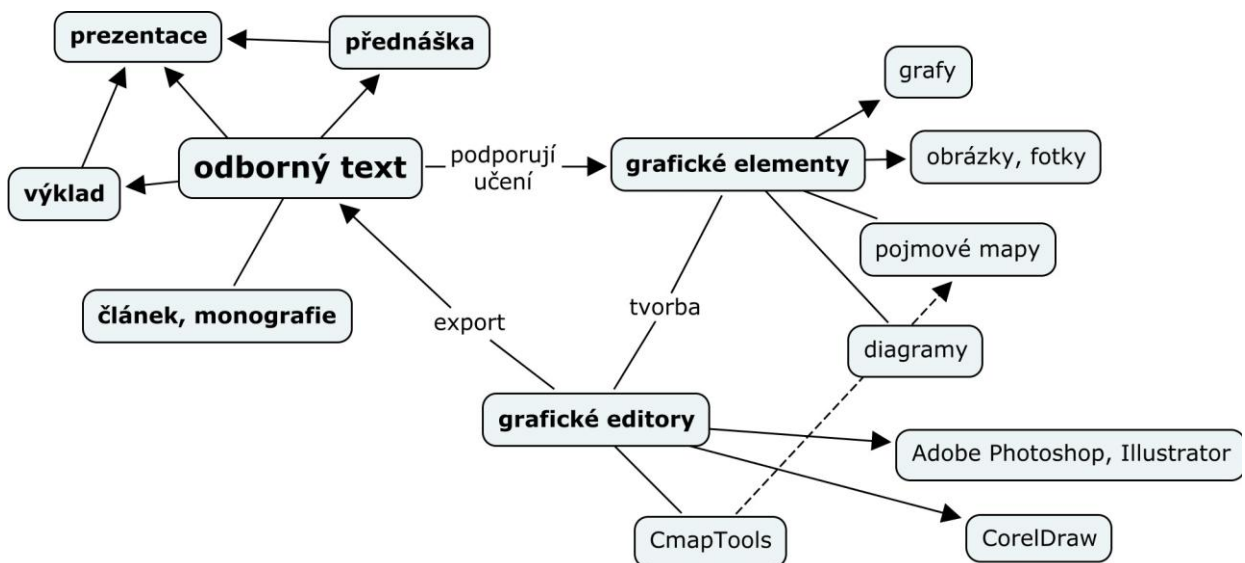 prezentace
přednáška
grafy
odborný text
podporují
učení
grafické elementy
obrázky, fotky
výklad
pojmové mapy
článek, monografie
export
tvorba
diagramy
grafické editory
Adobe Photoshop, Illustrator
CmapTools
CorelDraw